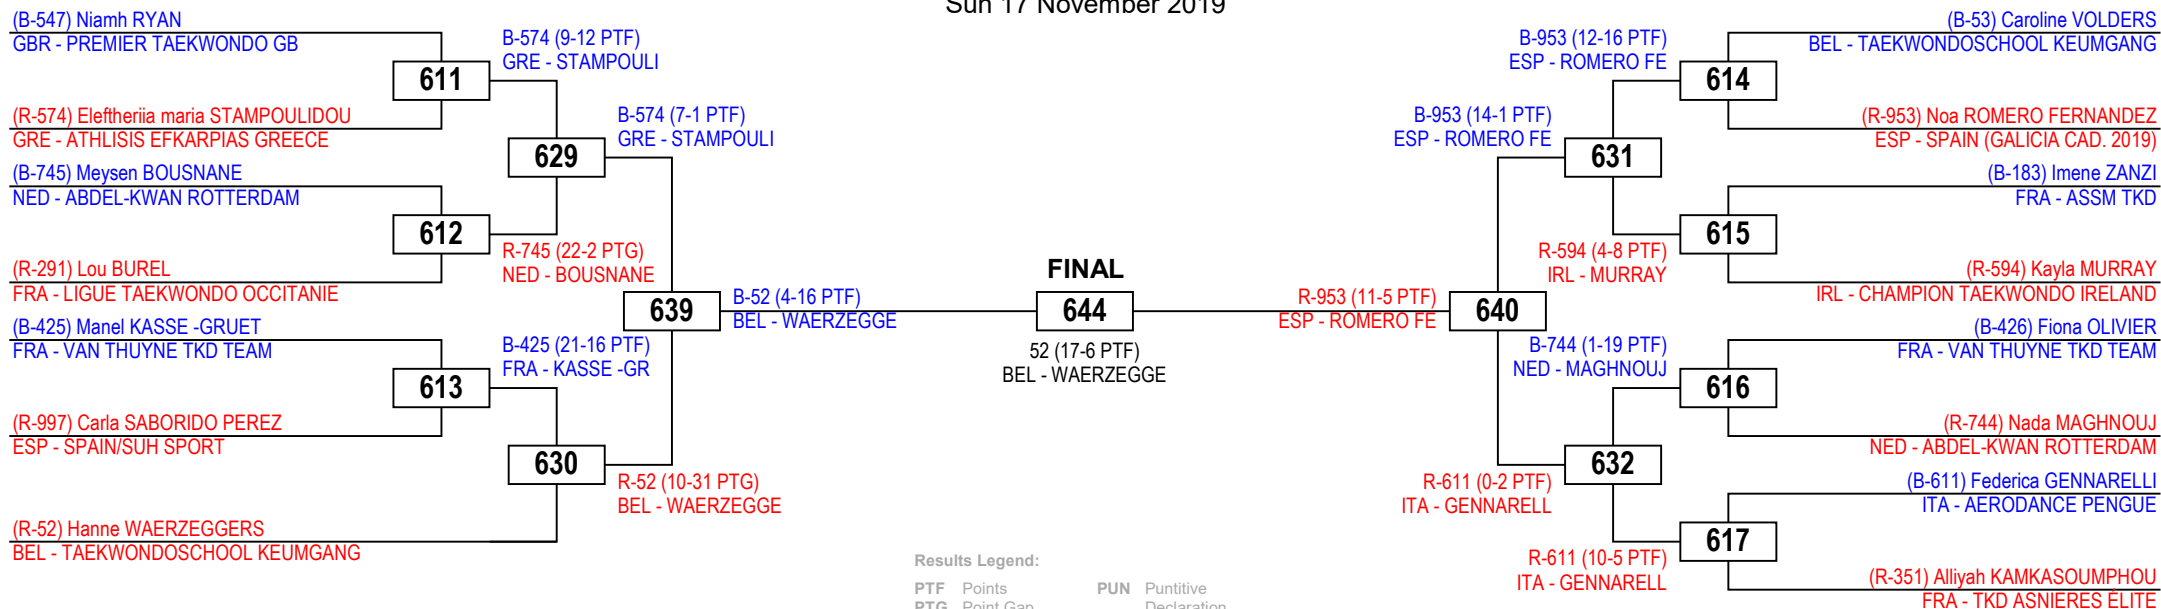 Sun 17 November 2019
(B-547) Niamh RYAN
GBR - PREMIER TAEKWONDO GB
B-574 (9-12 PTF)
GRE - STAMPOULI
611
(R-574) Eleftheriia maria STAMPOULIDOU
GRE - ATHLISIS EFKARPIAS GREECE
B-574 (7-1 PTF)
GRE - STAMPOULI
629
(B-745) Meysen BOUSNANE
NED - ABDEL-KWAN ROTTERDAM
612
R-745 (22-2 PTG)
NED - BOUSNANE
(R-291) Lou BUREL
FRA - LIGUE TAEKWONDO OCCITANIE
639
B-52 (4-16 PTF)
BEL - WAERZEGGE
(B-425) Manel KASSE -GRUET
FRA - VAN THUYNE TKD TEAM
B-425 (21-16 PTF)
FRA - KASSE -GR
613
(R-997) Carla SABORIDO PEREZ
ESP - SPAIN/SUH SPORT
630
R-52 (10-31 PTG)
BEL - WAERZEGGE
(R-52) Hanne WAERZEGGERS
BEL - TAEKWONDOSCHOOL KEUMGANG
FINAL
644
52 (17-6 PTF)
BEL - WAERZEGGE
(B-53) Caroline VOLDERS
BEL - TAEKWONDOSCHOOL KEUMGANG
B-953 (12-16 PTF)
ESP - ROMERO FE
614
(R-953) Noa ROMERO FERNANDEZ
ESP - SPAIN (GALICIA CAD. 2019)
B-953 (14-1 PTF)
ESP - ROMERO FE
631
(B-183) Imene ZANZI
FRA - ASSM TKD
615
R-594 (4-8 PTF)
IRL - MURRAY
(R-594) Kayla MURRAY
IRL - CHAMPION TAEKWONDO IRELAND
R-953 (11-5 PTF)
ESP - ROMERO FE
640
(B-426) Fiona OLIVIER
FRA - VAN THUYNE TKD TEAM
B-744 (1-19 PTF)
NED - MAGHNOUJ
616
(R-744) Nada MAGHNOUJ
NED - ABDEL-KWAN ROTTERDAM
632
R-611 (0-2 PTF)
ITA - GENNARELL
(B-611) Federica GENNARELLI
ITA - AERODANCE PENGUE
617
R-611 (10-5 PTF)
ITA - GENNARELL
(R-351) Alliyah KAMKASOUMPHOU
FRA - TKD ASNIERES ÉLITE
Results Legend:
PTF Points PUN Puntitive
PTG Point Gap Declaration